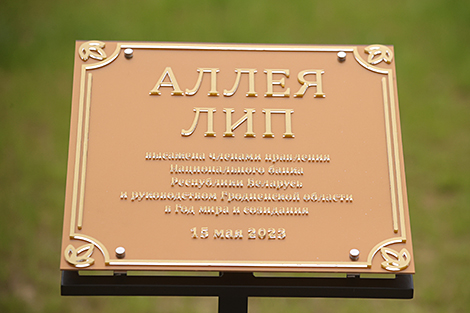 АЛЛЕЯ
ЛИП
высажена членами правления
Национального банка
Республики Беларусь
и руководством Гродненской области
в Год мира и созидания
15 мая 2023